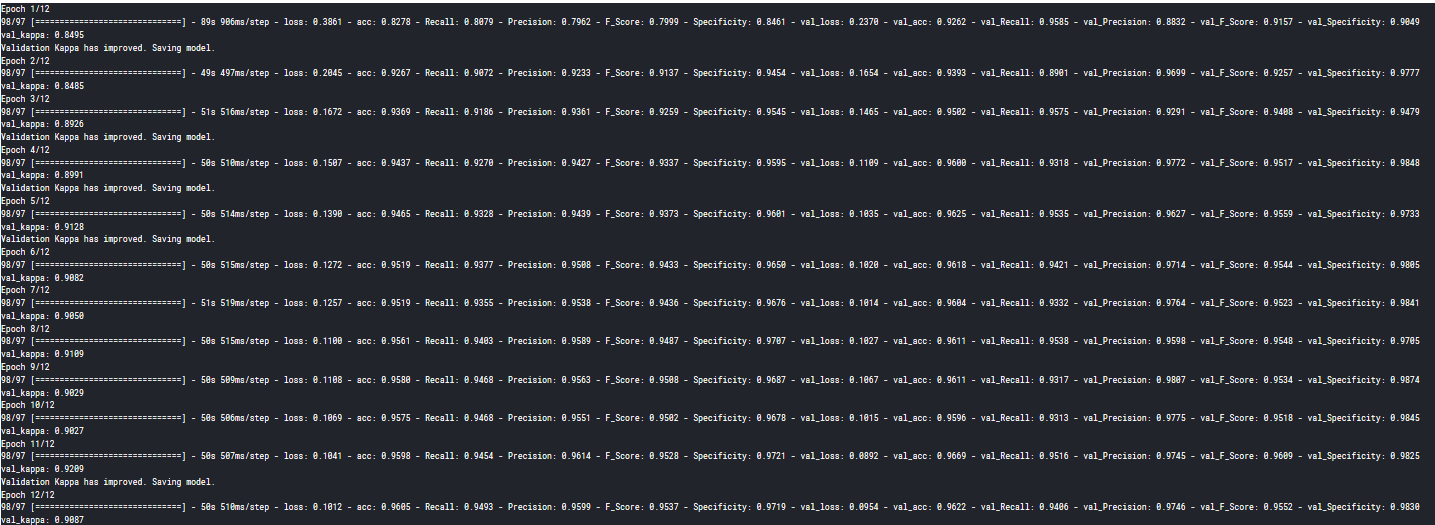 Epoch 1/12
98/97 [==============================] - 89s 906ms/step - loss: 0.3861 - acc: 0.8278 - Recall: 0.8079 - Precision: 0.7962 - F_Score: 0.7999 - Specificity: 0.8461 - val_loss: 0.2370 - val_acc: 0.9262 - val_Recall: 0.9585 - val_Precision: 0.8832 - val_F_Score: 0.9157 - val_Specificity: 0.9049
val_kappa: 0.8495
Validation Kappa has improved. Saving model.
Epoch 2/12
98/97 [==============================] - 49s 497ms/step - loss: 0.2045 - acc: 0.9267 - Recall: 0.9072 - Precision: 0.9233 - F_Score: 0.9137 - Specificity: 0.9454 - val_loss: 0.1654 - val_acc: 0.9393 - val_Recall: 0.8901 - val_Precision: 0.9699 - val_F_Score: 0.9257 - val_Specificity: 0.9777
val_kappa: 0.8485
Epoch 3/12
98/97 [==============================] - 51s 516ms/step - loss: 0.1672 - acc: 0.9369 - Recall: 0.9186 - Precision: 0.9361 - F_Score: 0.9259 - Specificity: 0.9545 - val_loss: 0.1465 - val_acc: 0.9502 - val_Recall: 0.9575 - val_Precision: 0.9291 - val_F_Score: 0.9408 - val_Specificity: 0.9479
val_kappa: 0.8926
Validation Kappa has improved. Saving model.
Epoch 4/12
98/97 [==============================] - 50s 510ms/step - loss: 0.1507 - acc: 0.9437 - Recall: 0.9270 - Precision: 0.9427 - F_Score: 0.9337 - Specificity: 0.9595 - val_loss: 0.1109 - val_acc: 0.9600 - val_Recall: 0.9318 - val_Precision: 0.9772 - val_F_Score: 0.9517 - val_Specificity: 0.9848
val_kappa: 0.8991
Validation Kappa has improved. Saving model.
Epoch 5/12
98/97 [==============================] - 50s 514ms/step - loss: 0.1390 - acc: 0.9465 - Recall: 0.9328 - Precision: 0.9439 - F_Score: 0.9373 - Specificity: 0.9601 - val_loss: 0.1035 - val_acc: 0.9625 - val_Recall: 0.9535 - val_Precision: 0.9627 - val_F_Score: 0.9559 - val_Specificity: 0.9733
val_kappa: 0.9128
Validation Kappa has improved. Saving model.
Epoch 6/12
98/97 [==============================] - 50s 515ms/step - loss: 0.1272 - acc: 0.9519 - Recall: 0.9377 - Precision: 0.9508 - F_Score: 0.9433 - Specificity: 0.9650 - val_loss: 0.1020 - val_acc: 0.9618 - val_Recall: 0.9421 - val_Precision: 0.9714 - val_F_Score: 0.9544 - val_Specificity: 0.9805
val_kappa: 0.9082
Epoch 7/12
98/97 [==============================] - 51s 519ms/step - loss: 0.1257 - acc: 0.9519 - Recall: 0.9355 - Precision: 0.9538 - F_Score: 0.9436 - Specificity: 0.9676 - val_loss: 0.1014 - val_acc: 0.9604 - val_Recall: 0.9332 - val_Precision: 0.9764 - val_F_Score: 0.9523 - val_Specificity: 0.9841
val_kappa: 0.9050
Epoch 8/12
98/97 [==============================] - 50s 515ms/step - loss: 0.1100 - acc: 0.9561 - Recall: 0.9403 - Precision: 0.9589 - F_Score: 0.9487 - Specificity: 0.9707 - val_loss: 0.1027 - val_acc: 0.9611 - val_Recall: 0.9538 - val_Precision: 0.9598 - val_F_Score: 0.9548 - val_Specificity: 0.9705
val_kappa: 0.9109
Epoch 9/12
98/97 [==============================] - 50s 509ms/step - loss: 0.1108 - acc: 0.9580 - Recall: 0.9468 - Precision: 0.9563 - F_Score: 0.9508 - Specificity: 0.9687 - val_loss: 0.1067 - val_acc: 0.9611 - val_Recall: 0.9317 - val_Precision: 0.9807 - val_F_Score: 0.9534 - val_Specificity: 0.9874
val_kappa: 0.9029
Epoch 10/12
98/97 [==============================] - 50s 506ms/step - loss: 0.1069 - acc: 0.9575 - Recall: 0.9468 - Precision: 0.9551 - F_Score: 0.9502 - Specificity: 0.9678 - val_loss: 0.1015 - val_acc: 0.9596 - val_Recall: 0.9313 - val_Precision: 0.9775 - val_F_Score: 0.9518 - val_Specificity: 0.9845
val_kappa: 0.9027
Epoch 11/12
98/97 [==============================] - 50s 507ms/step - loss: 0.1041 - acc: 0.9598 - Recall: 0.9454 - Precision: 0.9614 - F_Score: 0.9528 - Specificity: 0.9721 - val_loss: 0.0892 - val_acc: 0.9669 - val_Recall: 0.9516 - val_Precision: 0.9745 - val_F_Score: 0.9609 - val_Specificity: 0.9825
val_kappa: 0.9209
Validation Kappa has improved. Saving model.
Epoch 12/12
98/97 [==============================] - 50s 510ms/step - loss: 0.1012 - acc: 0.9605 - Recall: 0.9493 - Precision: 0.9599 - F_Score: 0.9537 - Specificity: 0.9719 - val_loss: 0.0954 - val_acc: 0.9622 - val_Recall: 0.9406 - val_Precision: 0.9746 - val_F_Score: 0.9552 - val_Specificity: 0.9830
val_kappa: 0.9087